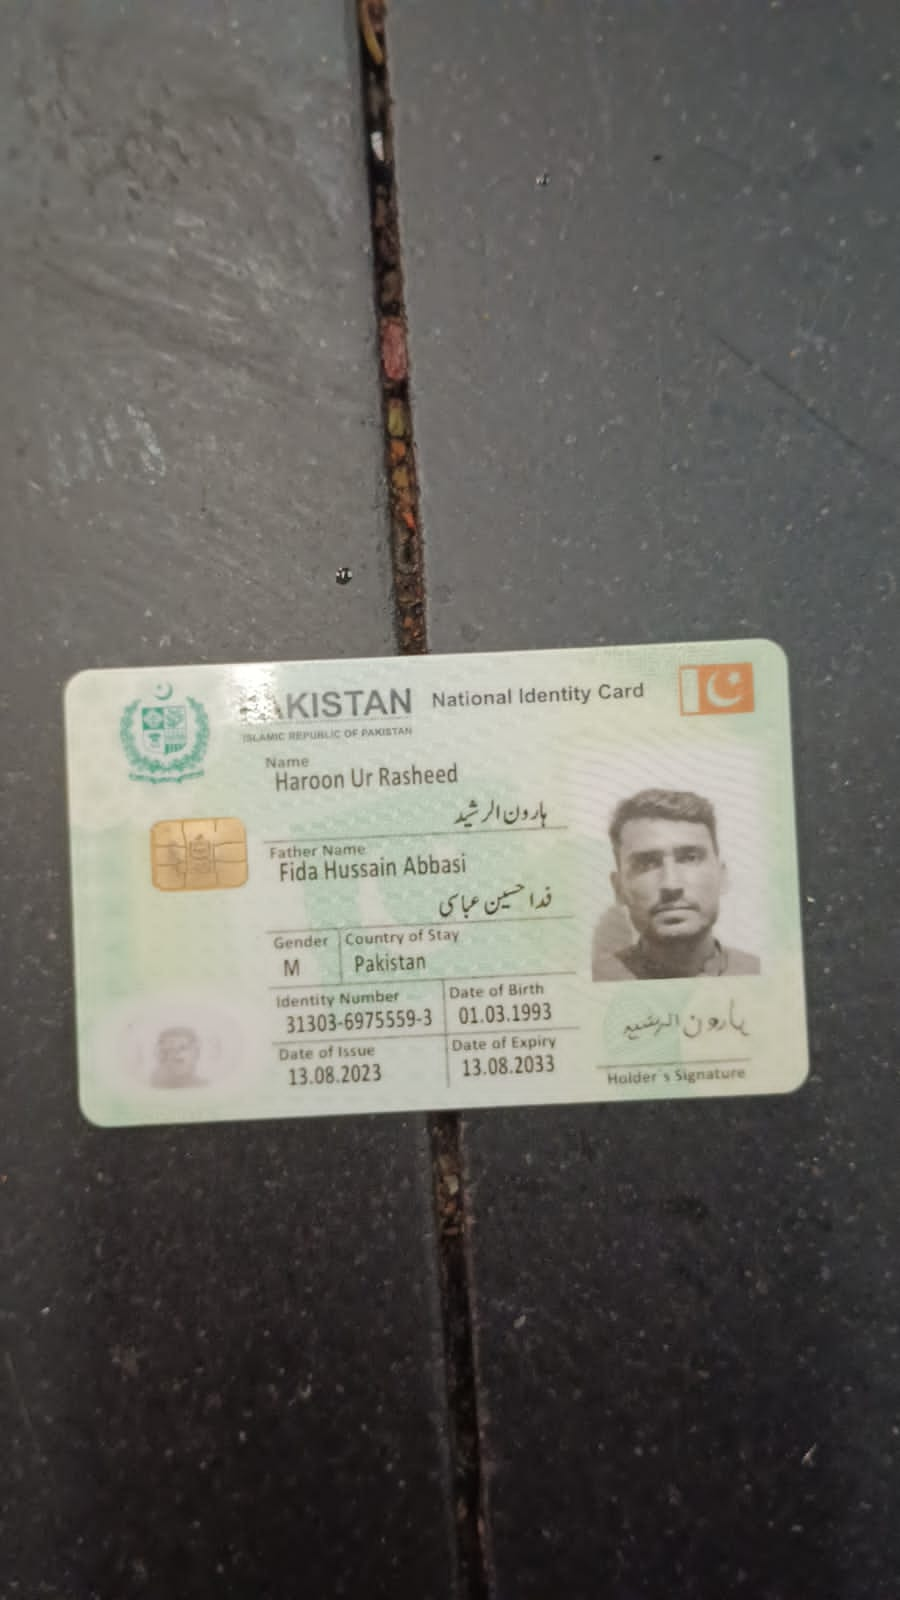 PAKISTAN National Identity Card
ISLAMIC REPUBLIC OF PAKISTAN
Name
Haroon Ur Rasheed
ہارون الرشید
Father Name
Fida Hussain Abbasi
فدا حسین عباسی
Gender Country of Stay
M Pakistan
Identity Number Date of Birth
31303-6975559-3 01.03.1993
Date of Issue Date of Expiry
13.08.2023 13.08.2033
ہارون الرشید
Holder's Signature